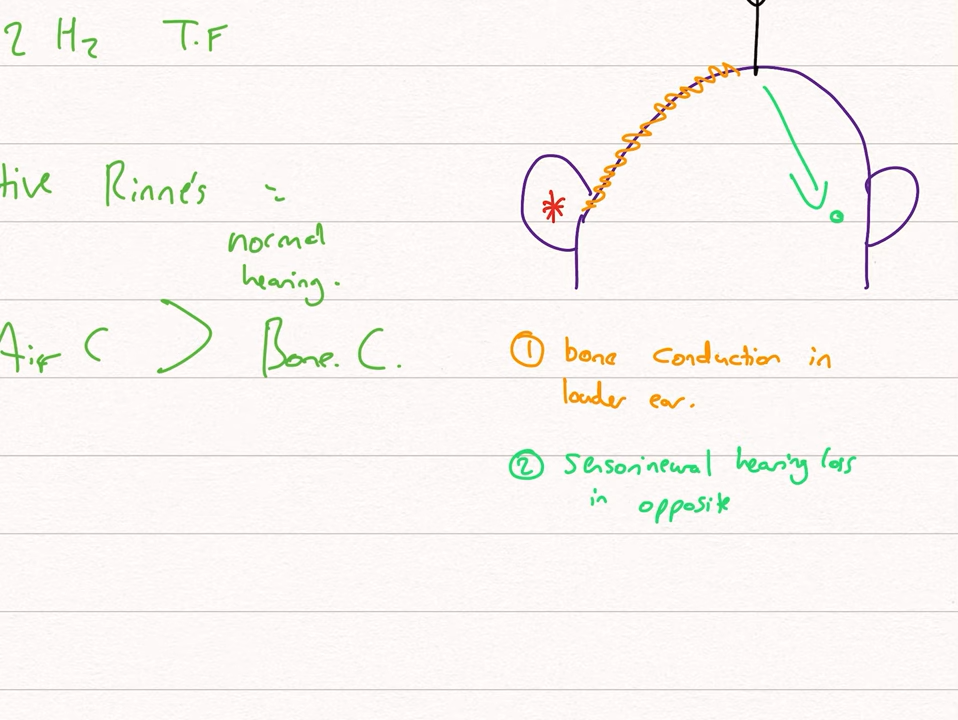 2 Hz T.F
tive Rinne's =
normal
hearing.
Air C > Bone. C.
① bone conduction in
louder ear.
② Sensorineural hearing loss
in opposite